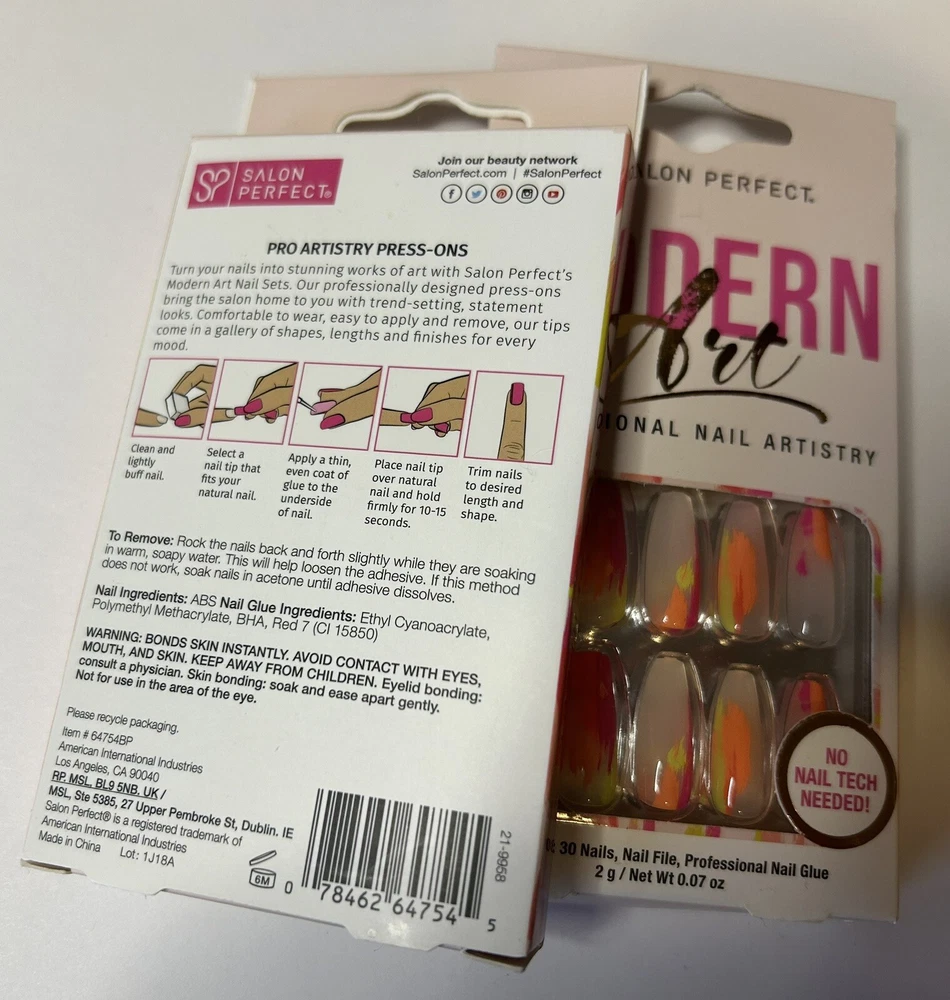 SP SALON
PERFECT®
Join our beauty network
SalonPerfect.com | #SalonPerfect
PRO ARTISTRY PRESS-ONS
Turn your nails into stunning works of art with Salon Perfect's
Modern Art Nail Sets. Our professionally designed press-ons
bring the salon home to you with trend-setting, statement
looks. Comfortable to wear, easy to apply and remove, our tips
come in a gallery of shapes, lengths and finishes for every
mood.
Clean and
lightly
buff nail.
Select a
nail tip that
fits your
natural nail.
Apply a thin,
even coat of
glue to the
underside
of nail.
Place nail tip
over natural
nail and hold
firmly for 10-15
seconds.
Trim nails
to desired
length and
shape.
To Remove: Rock the nails back and forth slightly while they are soaking
in warm, soapy water. This will help loosen the adhesive. If this method
does not work, soak nails in acetone until adhesive dissolves.
Nail Ingredients: ABS Nail Glue Ingredients: Ethyl Cyanoacrylate,
Polymethyl Methacrylate, BHA, Red 7 (CI 15850)
WARNING: BONDS SKIN INSTANTLY. AVOID CONTACT WITH EYES,
MOUTH, AND SKIN. KEEP AWAY FROM CHILDREN. Eyelid bonding:
consult a physician. Skin bonding: soak and ease apart gently.
Not for use in the area of the eye.
Please recycle packaging.
Item # 64754BP
American International Industries
Los Angeles, CA 90040
RP. MSL, BL9 5NB. UK /
MSL, Ste 5385, 27 Upper Pembroke St, Dublin. IE
Salon Perfect® is a registered trademark of
American International Industries
Made in China Lot: 1J18A
6M
0 78462 64754 5
21-9958
ALON PERFECT®
DERN
Art
IONAL NAIL ARTISTRY
NO
NAIL TECH
NEEDED!
30 Nails, Nail File, Professional Nail Glue
2 g / Net Wt 0.07 oz